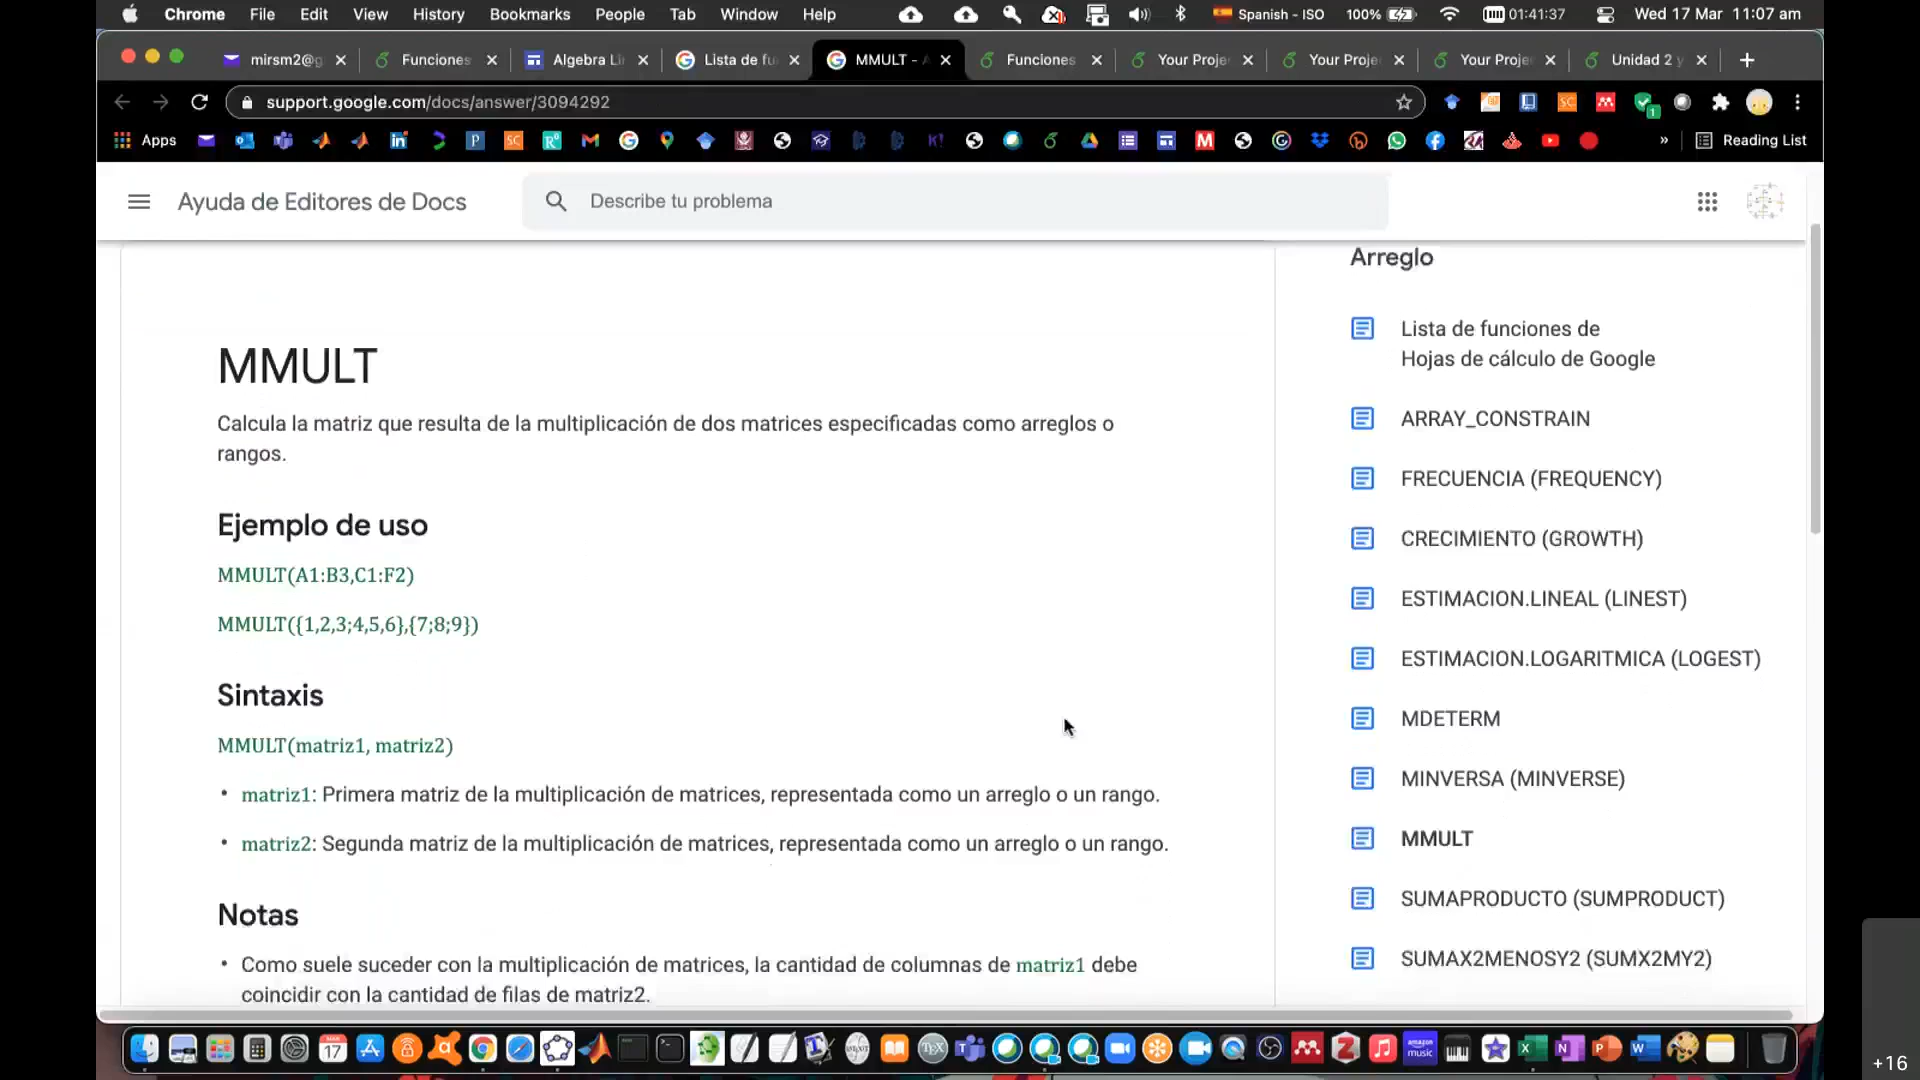 Chrome File Edit View History Bookmarks People Tab Window Help Spanish - ISO 100% 01:41:37 Wed 17 Mar 11:07 am
mirsm2@g Funciones Algebra Li Lista de fu MMULT - A Funciones Your Proje Your Proje Your Proje Unidad 2 y
support.google.com/docs/answer/3094292
Apps » Reading List
Ayuda de Editores de Docs
Describe tu problema
MMULT
Calcula la matriz que resulta de la multiplicación de dos matrices especificadas como arreglos o
rangos.
Ejemplo de uso
MMULT(A1:B3,C1:F2)
MMULT({1,2,3;4,5,6},{7;8;9})
Sintaxis
MMULT(matriz1, matriz2)
• matriz1: Primera matriz de la multiplicación de matrices, representada como un arreglo o un rango.
• matriz2: Segunda matriz de la multiplicación de matrices, representada como un arreglo o un rango.
Notas
• Como suele suceder con la multiplicación de matrices, la cantidad de columnas de matriz1 debe
coincidir con la cantidad de filas de matriz2.
Arreglo
Lista de funciones de
Hojas de cálculo de Google
ARRAY_CONSTRAIN
FRECUENCIA (FREQUENCY)
CRECIMIENTO (GROWTH)
ESTIMACION.LINEAL (LINEST)
ESTIMACION.LOGARITMICA (LOGEST)
MDETERM
MINVERSA (MINVERSE)
MMULT
SUMAPRODUCTO (SUMPRODUCT)
SUMAX2MENOSY2 (SUMX2MY2)
+16